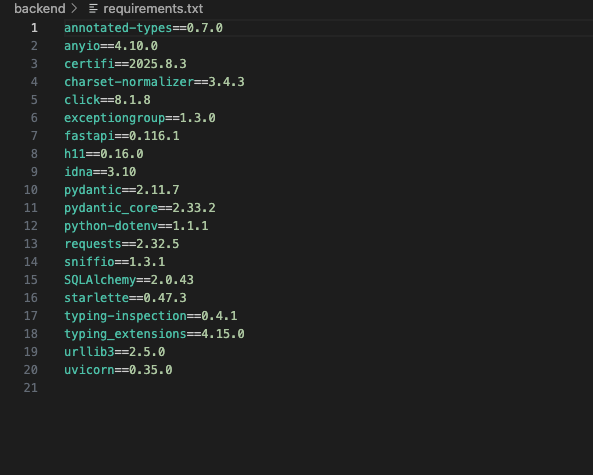 backend > requirements.txt
1 annotated-types==0.7.0
2 anyio==4.10.0
3 certifi==2025.8.3
4 charset-normalizer==3.4.3
5 click==8.1.8
6 exceptiongroup==1.3.0
7 fastapi==0.116.1
8 h11==0.16.0
9 idna==3.10
10 pydantic==2.11.7
11 pydantic_core==2.33.2
12 python-dotenv==1.1.1
13 requests==2.32.5
14 sniffio==1.3.1
15 SQLAlchemy==2.0.43
16 starlette==0.47.3
17 typing-inspection==0.4.1
18 typing_extensions==4.15.0
19 urllib3==2.5.0
20 uvicorn==0.35.0
21